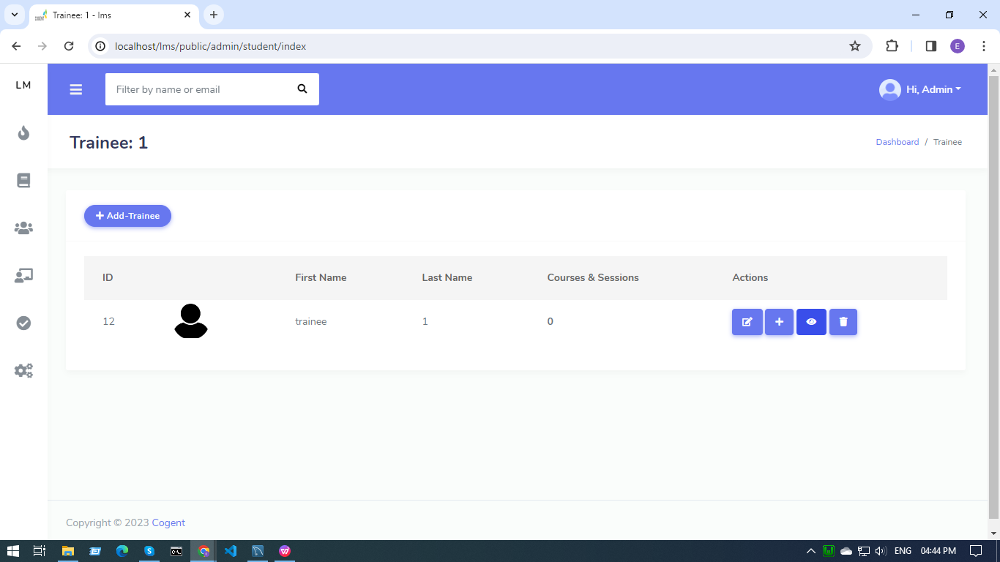 Trainee: 1 - lms
localhost/lms/public/admin/student/index
E
LM
Filter by name or email
Hi, Admin
Trainee: 1
Dashboard / Trainee
Add-Trainee
ID First Name Last Name Courses & Sessions Actions
12 trainee 1 0
Copyright © 2023 Cogent
ENG 04:44 PM